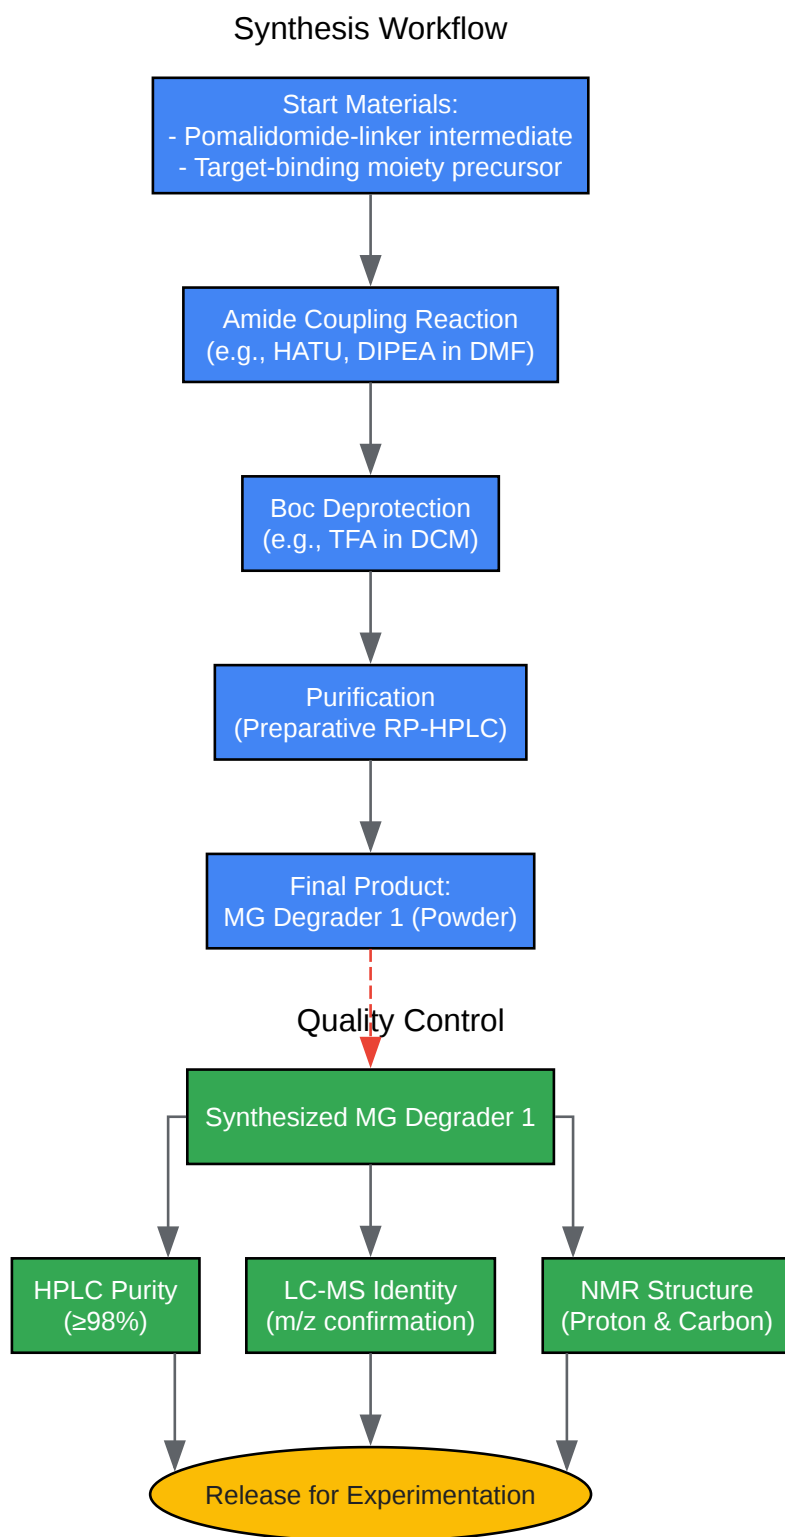 Synthesis Workflow
Start Materials:
- Pomalidomide-linker intermediate
- Target-binding moiety precursor
Amide Coupling Reaction
(e.g., HATU, DIPEA in DMF)
Boc Deprotection
(e.g., TFA in DCM)
Purification
(Preparative RP-HPLC)
Final Product:
MG Degrader 1 (Powder)
Quality Control
Synthesized MG Degrader 1
HPLC Purity
(≥98%)
LC-MS Identity
(m/z confirmation)
NMR Structure
(Proton & Carbon)
Release for Experimentation